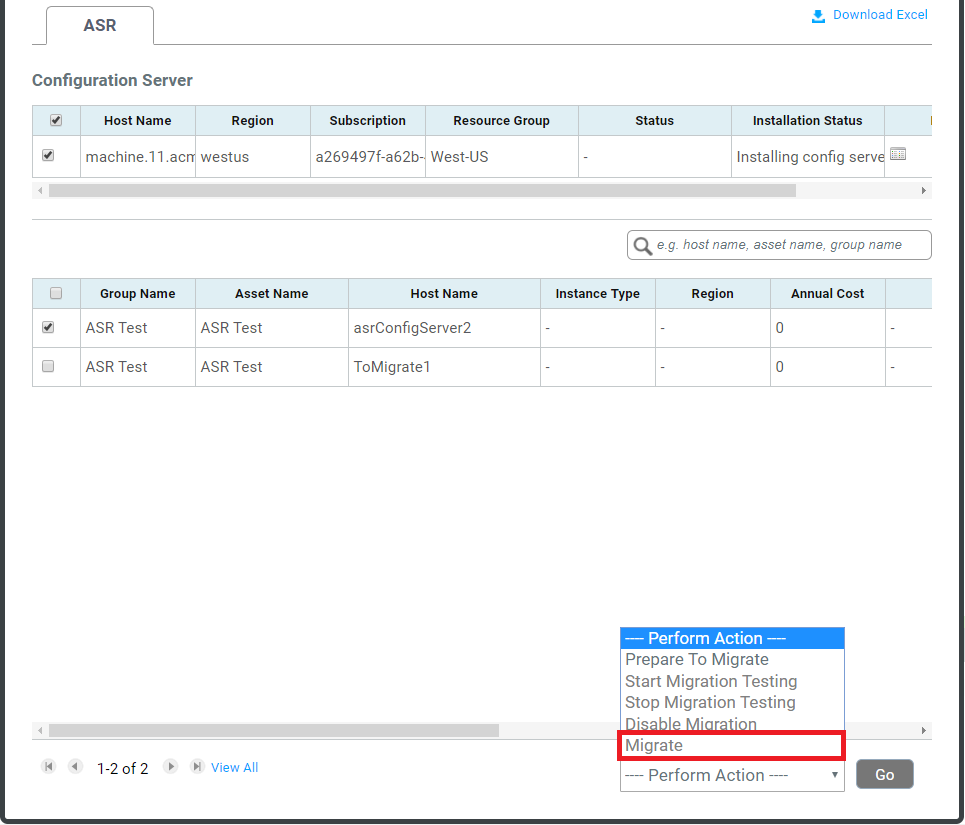 ASR
Download Excel
Configuration Server
Host Name Region Subscription Resource Group Status Installation Status
machine.11.acm westus a269497f-a62b- West-US - Installing config serve
e.g. host name, asset name, group name
Group Name Asset Name Host Name Instance Type Region Annual Cost
ASR Test ASR Test asrConfigServer2 - - 0 -
ASR Test ASR Test ToMigrate1 - - 0 -
---- Perform Action ----
Prepare To Migrate
Start Migration Testing
Stop Migration Testing
Disable Migration
Migrate
1-2 of 2 View All
---- Perform Action ---- Go